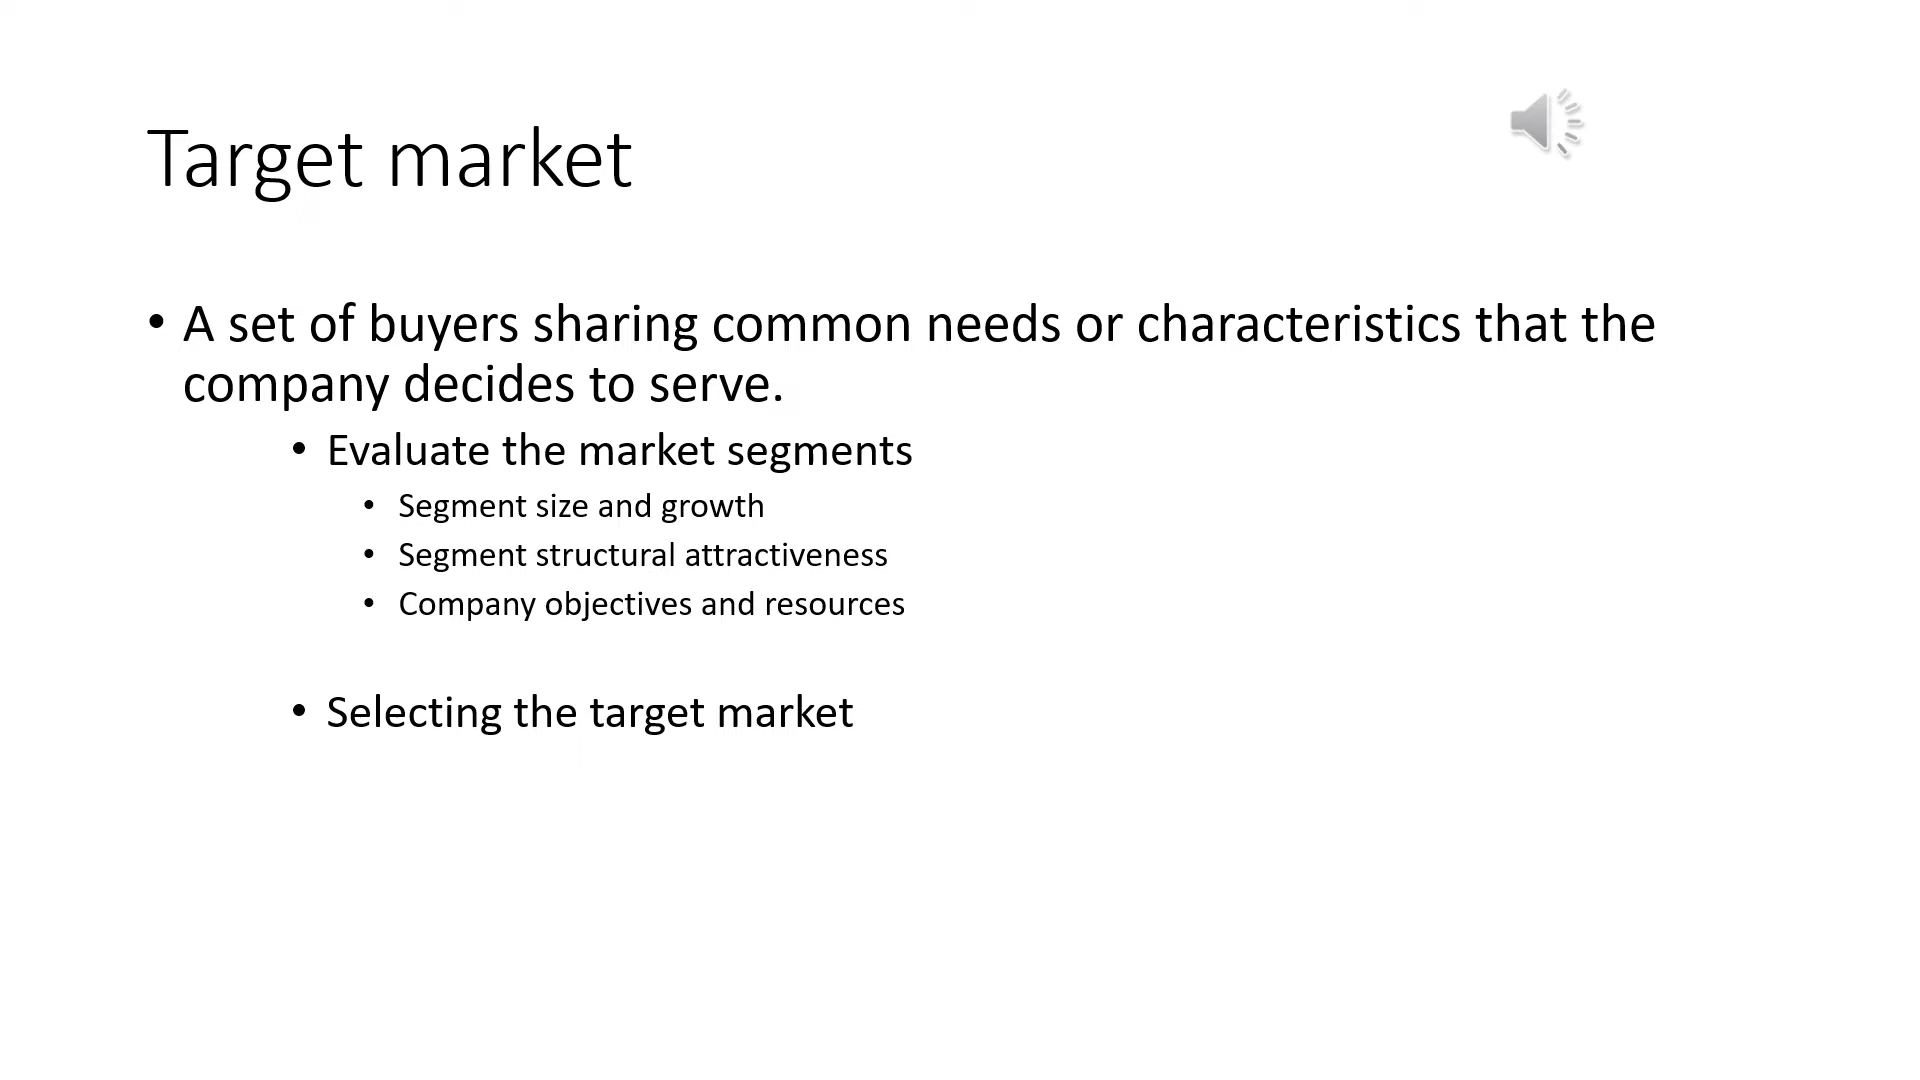 Target market
• A set of buyers sharing common needs or characteristics that the
company decides to serve.
• Evaluate the market segments
• Segment size and growth
• Segment structural attractiveness
• Company objectives and resources
• Selecting the target market